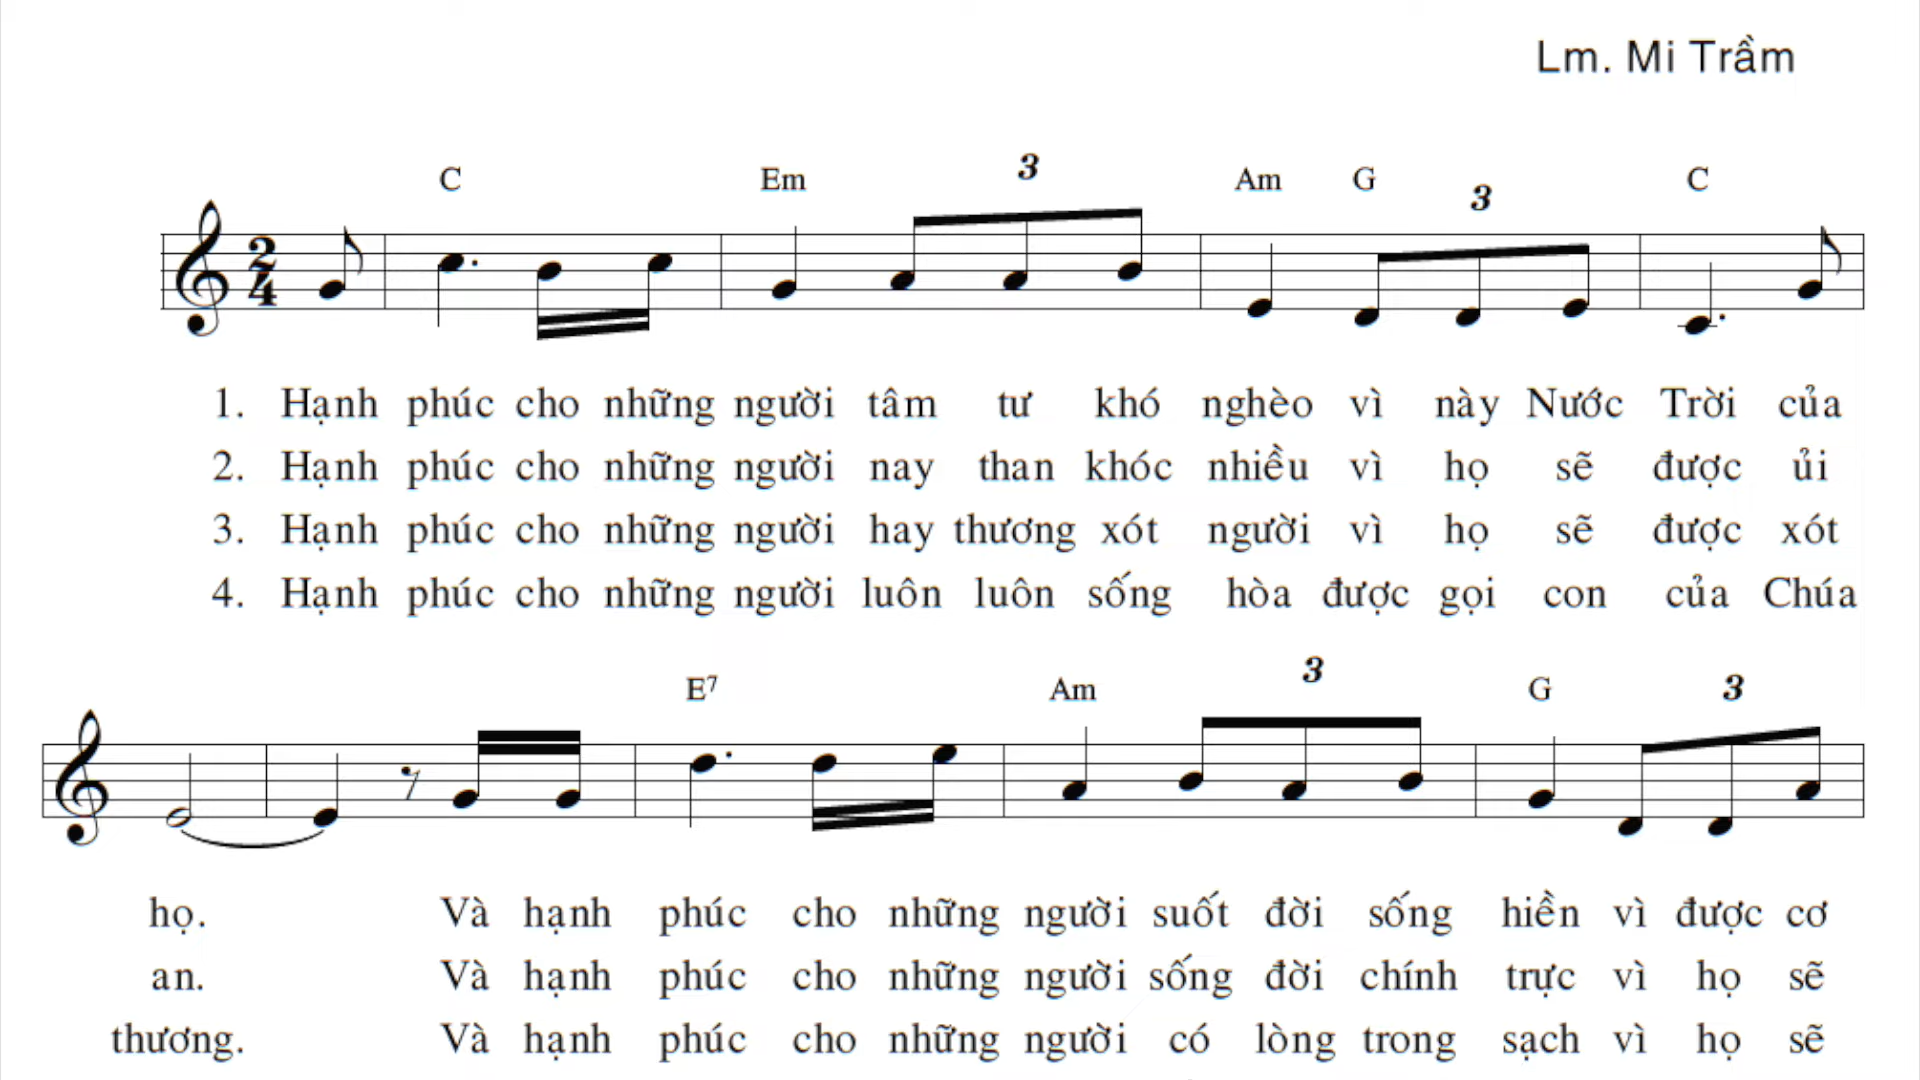 Lm. Mi Trầm
C Em 3 Am G 3 C
2
4
1. Hạnh phúc cho những người tâm tư khó nghèo vì này Nước Trời của
2. Hạnh phúc cho những người nay than khóc nhiều vì họ sẽ được ủi
3. Hạnh phúc cho những người hay thương xót người vì họ sẽ được xót
4. Hạnh phúc cho những người luôn luôn sống hòa được gọi con của Chúa
E7 Am 3 G 3
họ. Và hạnh phúc cho những người suốt đời sống hiền vì được cơ
an. Và hạnh phúc cho những người sống đời chính trực vì họ sẽ
thương. Và hạnh phúc cho những người có lòng trong sạch vì họ sẽ